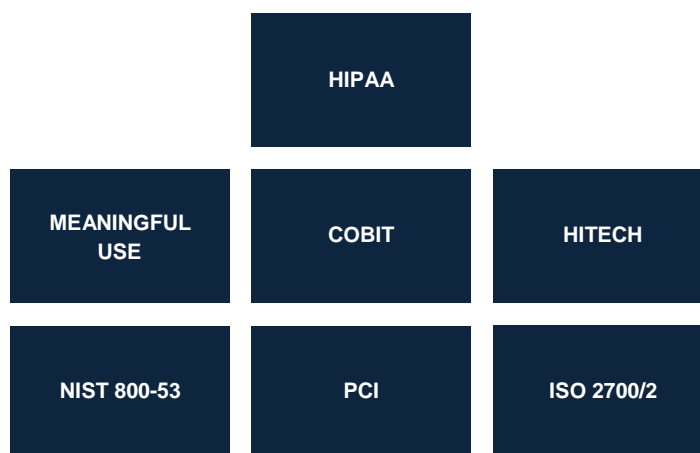 HIPAA
MEANINGFUL
USE
COBIT
HITECH
NIST 800-53
PCI
ISO 2700/2